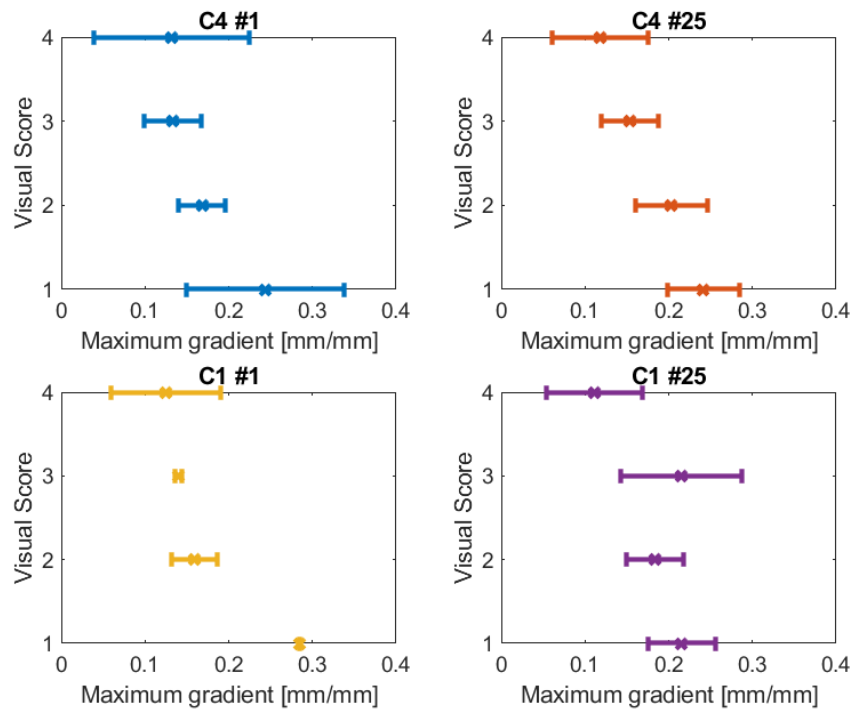 C4 #1
4
3
2
1
Visual Score
0 0.1 0.2 0.3 0.4
Maximum gradient [mm/mm]
C4 #25
4
3
2
1
Visual Score
0 0.1 0.2 0.3 0.4
Maximum gradient [mm/mm]
C1 #1
4
3
2
1
Visual Score
0 0.1 0.2 0.3 0.4
Maximum gradient [mm/mm]
C1 #25
4
3
2
1
Visual Score
0 0.1 0.2 0.3 0.4
Maximum gradient [mm/mm]